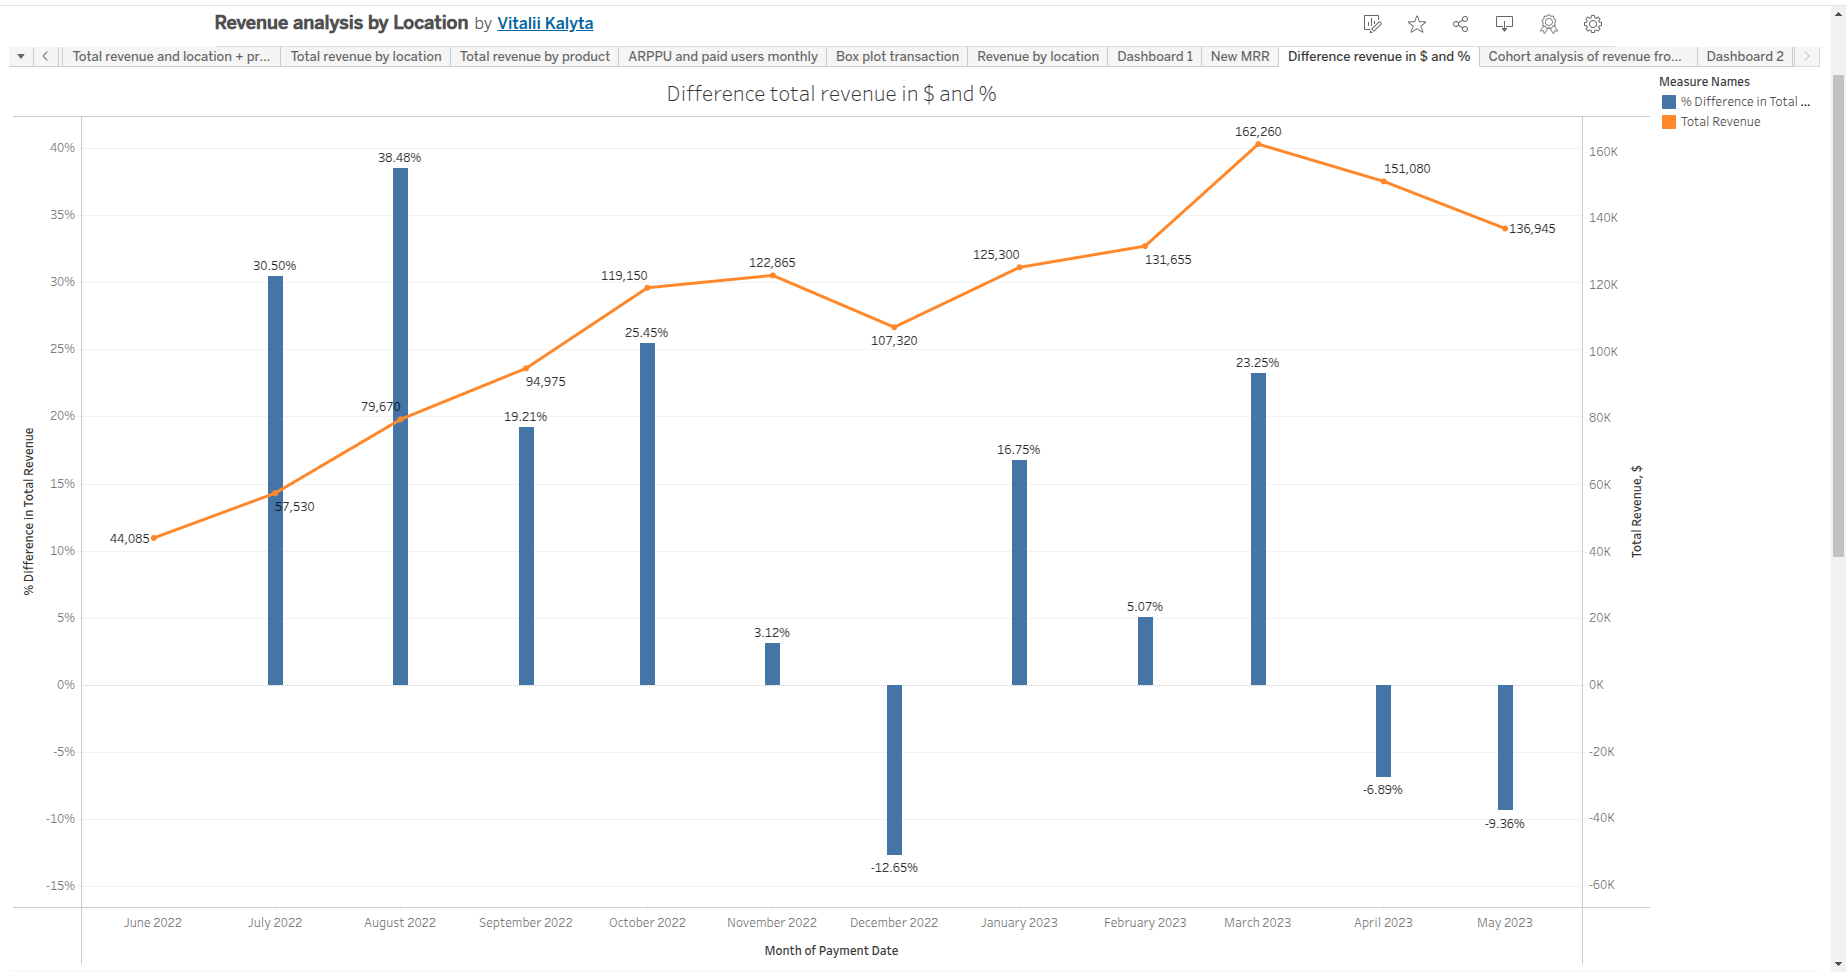 Revenue analysis by Location by Vitalii Kalyta
Total revenue and location + pr... Total revenue by location Total revenue by product ARPPU and paid users monthly Box plot transaction Revenue by location Dashboard 1 New MRR Difference revenue in $ and % Cohort analysis of revenue fro... Dashboard 2
Difference total revenue in $ and %
Measure Names
% Difference in Total ...
Total Revenue
% Difference in Total Revenue
40%
35%
30%
25%
20%
15%
10%
5%
0%
-5%
-10%
-15%
44,085
30.50%
57,530
38.48%
79,670
19.21%
94,975
119,150
25.45%
122,865
3.12%
107,320
-12.65%
125,300
16.75%
131,655
5.07%
162,260
23.25%
151,080
-6.89%
136,945
-9.36%
160K
140K
120K
100K
80K
60K
40K
20K
0K
-20K
-40K
-60K
Total Revenue, $
June 2022 July 2022 August 2022 September 2022 October 2022 November 2022 December 2022 January 2023 February 2023 March 2023 April 2023 May 2023
Month of Payment Date